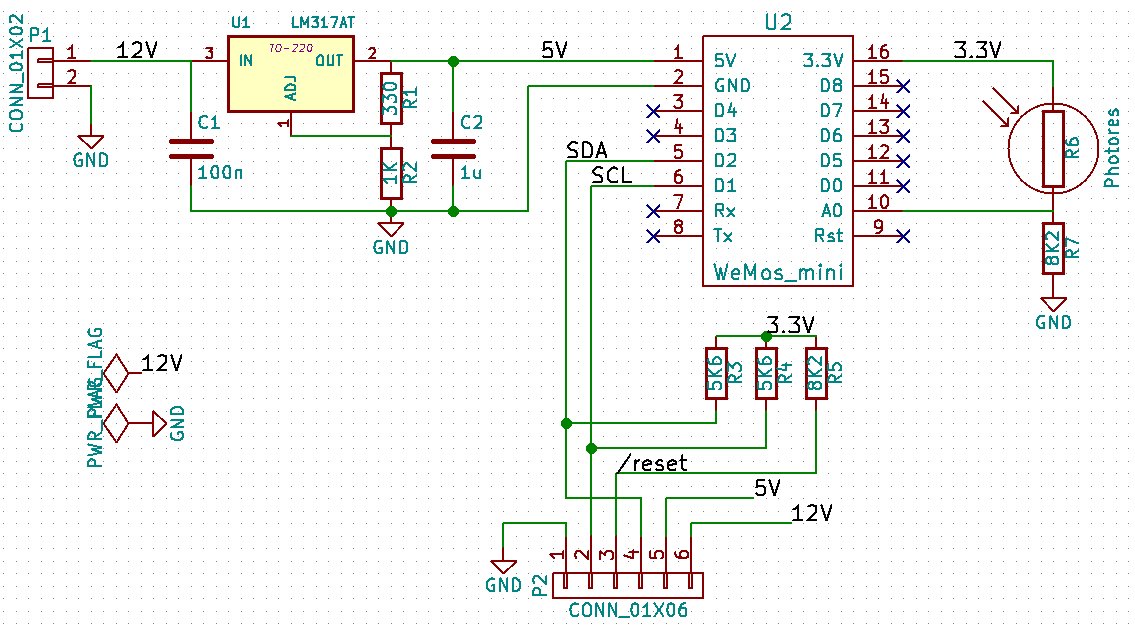 CONN_01X02
P1
1
2
12V
GND
C1
100n
U1
LM317AT
TO-220
3
IN
OUT
2
ADJ
1
330
R1
1K
R2
GND
5V
C2
1u
U2
1
5V
3.3V
16
2
GND
D8
15
3
D4
D7
14
4
D3
D6
13
SDA
5
D2
D5
12
SCL
6
D1
D0
11
7
Rx
A0
10
8
Tx
Rst
9
WeMos_mini
3.3V
R6
Photores
8K2
R7
GND
PWR_FLAG
12V
PWR_FLAG
GND
3.3V
5K6
R3
5K6
R4
8K2
R5
/reset
5V
12V
GND
1
2
3
4
5
6
P2
CONN_01X06